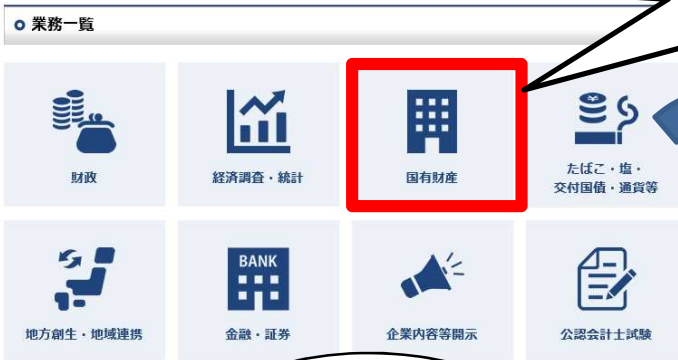 業務一覧
財政
経済調査・統計
国有財産
たばこ・塩・
交付国債・通貨等
BANK
地方創生・地域連携
金融・証券
企業内容等開示
公認会計士試験